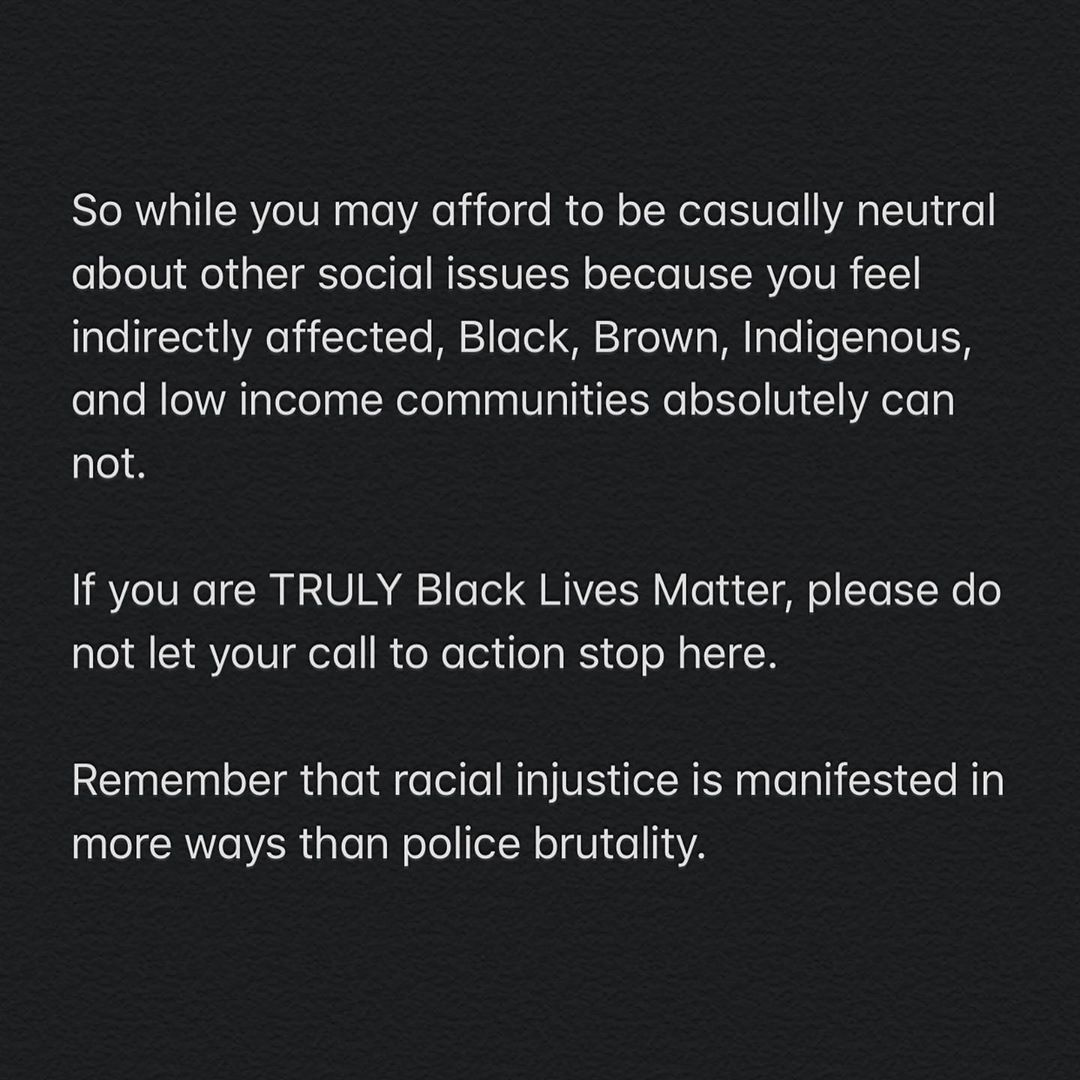 So while you may afford to be casually neutral
about other social issues because you feel
indirectly affected, Black, Brown, Indigenous,
and low income communities absolutely can
not.
If you are TRULY Black Lives Matter, please do
not let your call to action stop here.
Remember that racial injustice is manifested in
more ways than police brutality.